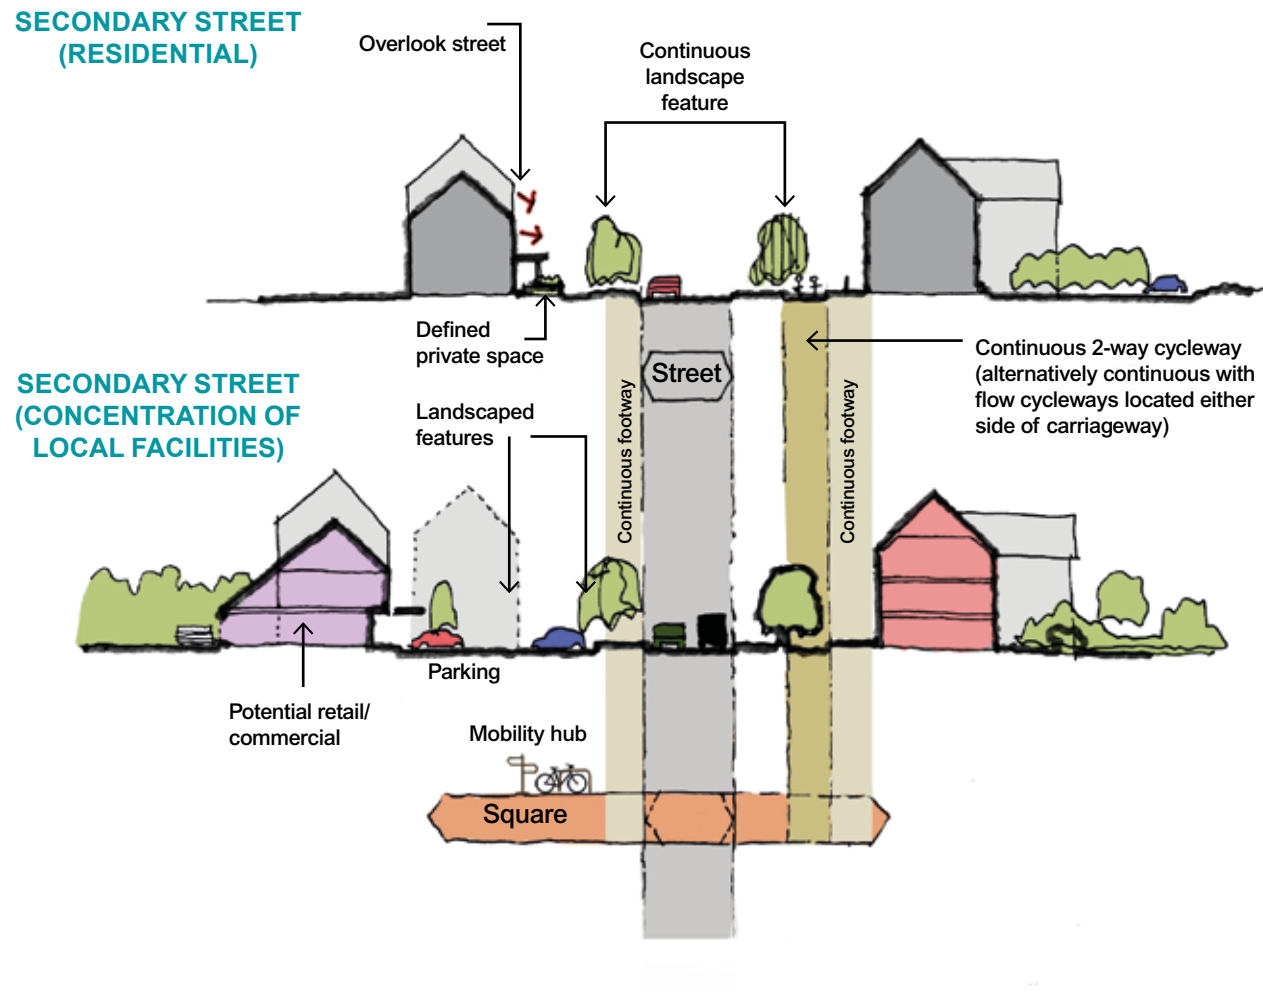 SECONDARY STREET
(RESIDENTIAL)
Overlook street
Continuous
landscape
feature
Defined
private space
Street
Continuous 2-way cycleway
(alternatively continuous with
flow cycleways located either
side of carriageway)
SECONDARY STREET
(CONCENTRATION OF
LOCAL FACILITIES)
Landscaped
features
Continuous footway
Continuous footway
Parking
Potential retail/
commercial
Mobility hub
Square